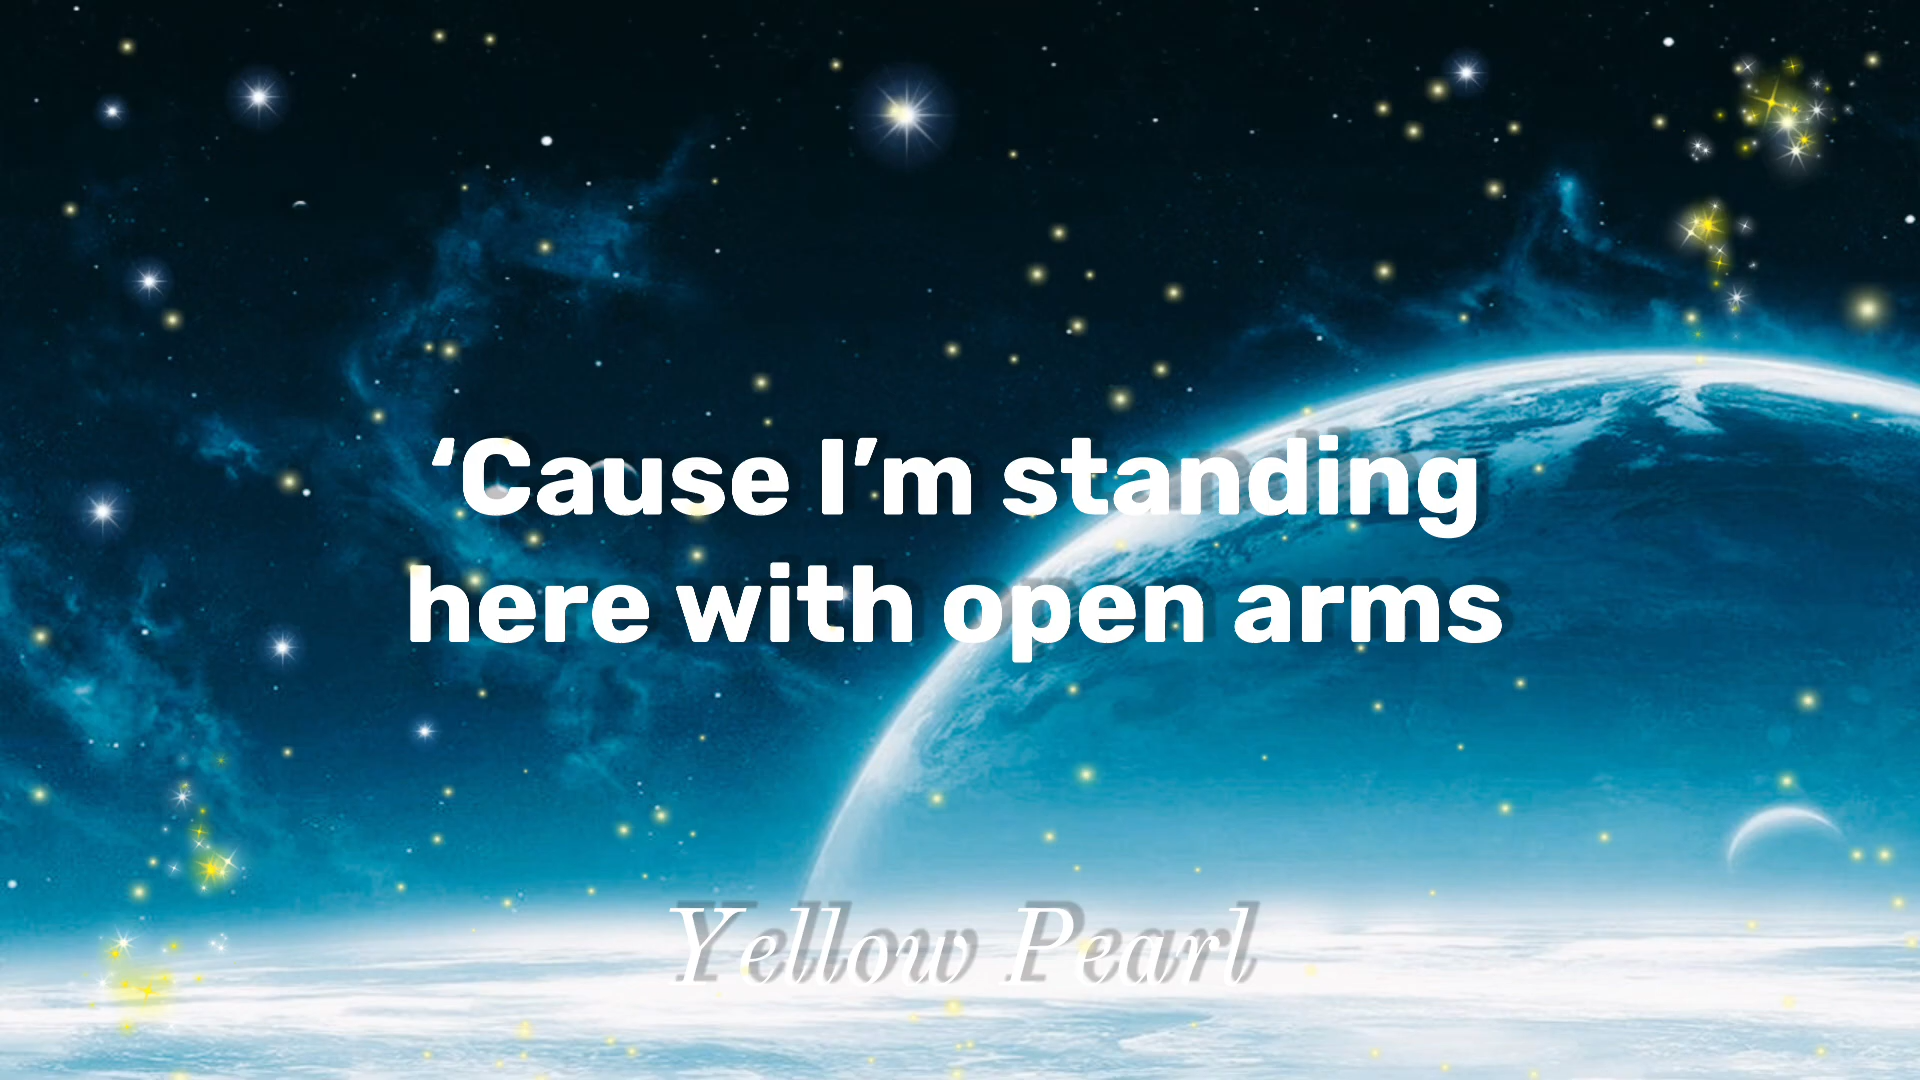 ‘Cause I’m standing
here with open arms
Yellow Pearl